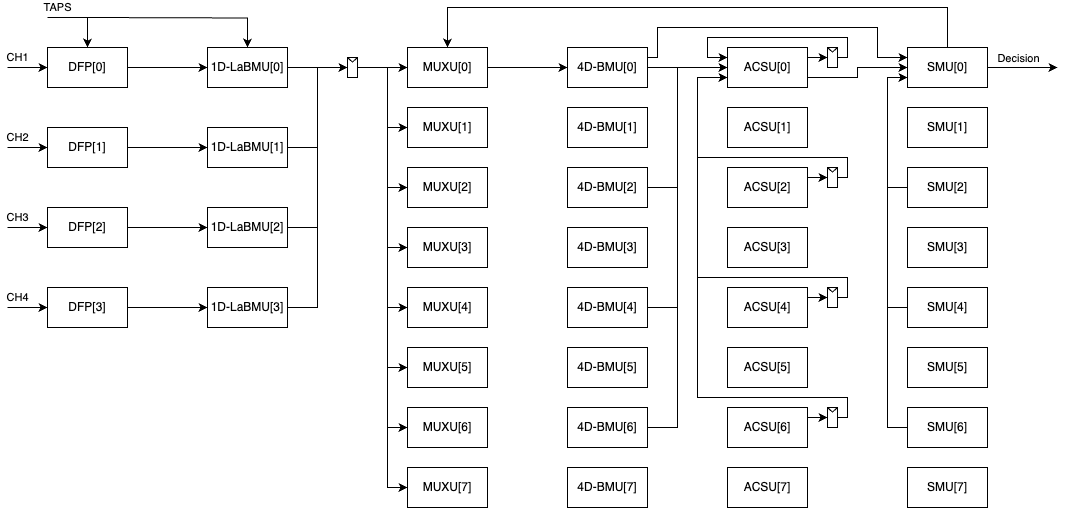 TAPS
CH1
DFP[0]
1D-LaBMU[0]
MUXU[0]
4D-BMU[0]
ACSU[0]
SMU[0]
Decision
MUXU[1]
4D-BMU[1]
ACSU[1]
SMU[1]
CH2
DFP[1]
1D-LaBMU[1]
MUXU[2]
4D-BMU[2]
ACSU[2]
SMU[2]
CH3
DFP[2]
1D-LaBMU[2]
MUXU[3]
4D-BMU[3]
ACSU[3]
SMU[3]
CH4
DFP[3]
1D-LaBMU[3]
MUXU[4]
4D-BMU[4]
ACSU[4]
SMU[4]
MUXU[5]
4D-BMU[5]
ACSU[5]
SMU[5]
MUXU[6]
4D-BMU[6]
ACSU[6]
SMU[6]
MUXU[7]
4D-BMU[7]
ACSU[7]
SMU[7]